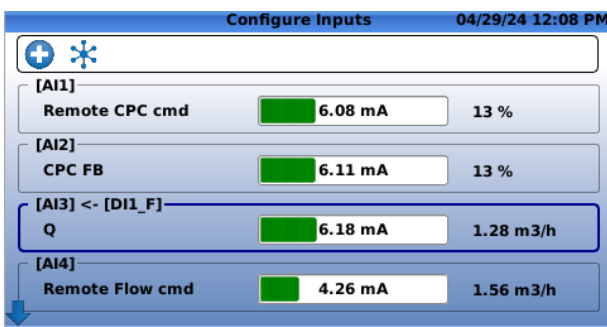 Configure Inputs 04/29/24 12:08 PM
[AI1]
Remote CPC cmd 6.08 mA 13 %
[AI2]
CPC FB 6.11 mA 13 %
[AI3] <- [DI1_F]
Q 6.18 mA 1.28 m3/h
[AI4]
Remote Flow cmd 4.26 mA 1.56 m3/h